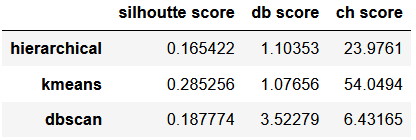 silhoutte score db score ch score
hierarchical 0.165422 1.10353 23.9761
kmeans 0.285256 1.07656 54.0494
dbscan 0.187774 3.52279 6.43165